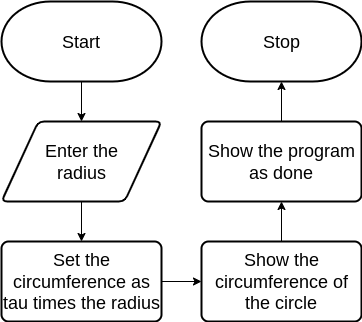 Start
Enter the
radius
Set the
circumference as
tau times the radius
Show the
circumference of
the circle
Show the program
as done
Stop